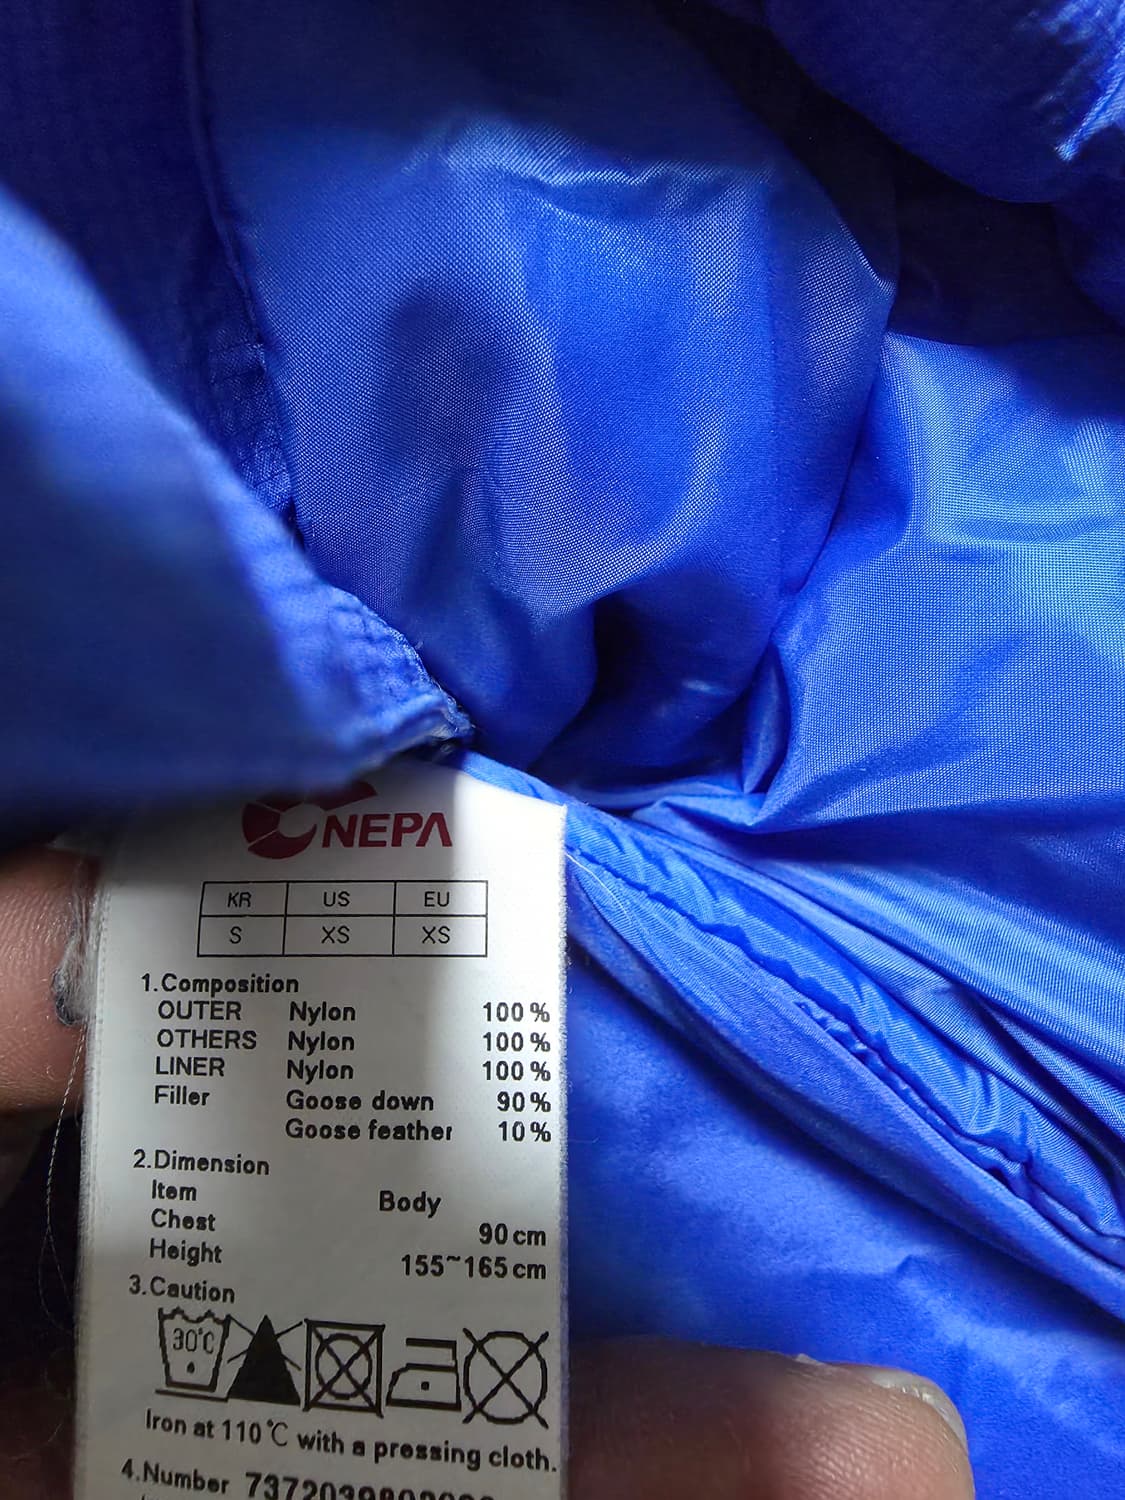 NEPA
KR US EU
S XS XS
1.Composition
OUTER Nylon 100%
OTHERS Nylon 100%
LINER Nylon 100%
Filler Goose down 90%
Goose feather 10%
2.Dimension
Item Body
Chest 90cm
Height 155~165cm
3.Caution
30℃
Iron at 110℃ with a pressing cloth.
4.Number